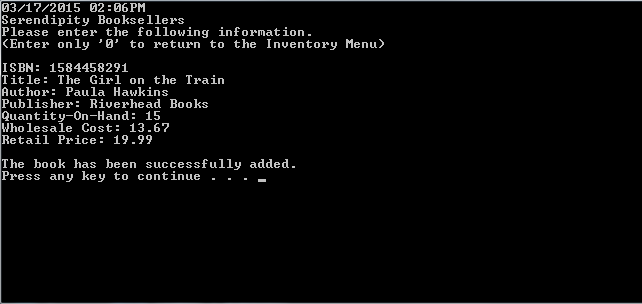 03/17/2015 02:06PM
Serendipity Booksellers
Please enter the following information.
(Enter only '0' to return to the Inventory Menu)
ISBN: 1584458291
Title: The Girl on the Train
Author: Paula Hawkins
Publisher: Riverhead Books
Quantity-On-Hand: 15
Wholesale Cost: 13.67
Retail Price: 19.99
The book has been successfully added.
Press any key to continue . . . _